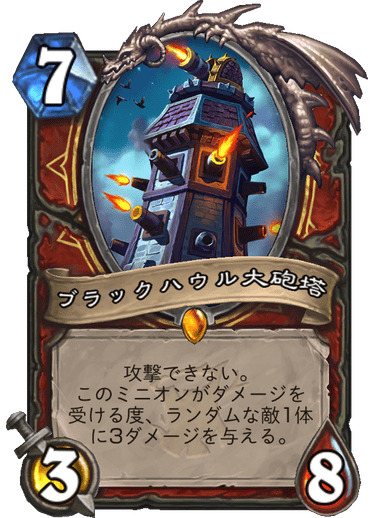 7
ブラックハウル大砲塔
攻撃できない。
このミニオンがダメージを
受ける度、ランダムな敵1体
に3ダメージを与える。
3
8